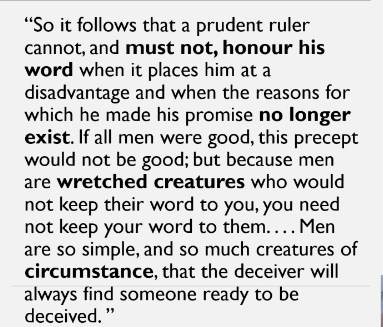 “So it follows that a prudent ruler
cannot, and must not, honour his
word when it places him at a
disadvantage and when the reasons for
which he made his promise no longer
exist. If all men were good, this precept
would not be good; but because men
are wretched creatures who would
not keep their word to you, you need
not keep your word to them.... Men
are so simple, and so much creatures of
circumstance, that the deceiver will
always find someone ready to be
deceived. ”